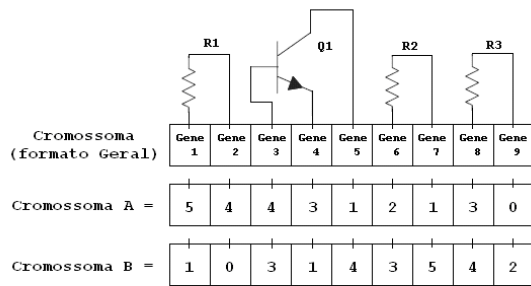 R1 Q1 R2 R3
Cromossoma
(formato Geral)
Gene 1 Gene 2 Gene 3 Gene 4 Gene 5 Gene 6 Gene 7 Gene 8 Gene 9
Cromossoma A = 5 4 4 3 1 2 1 3 0
Cromossoma B = 1 0 3 1 4 3 5 4 2